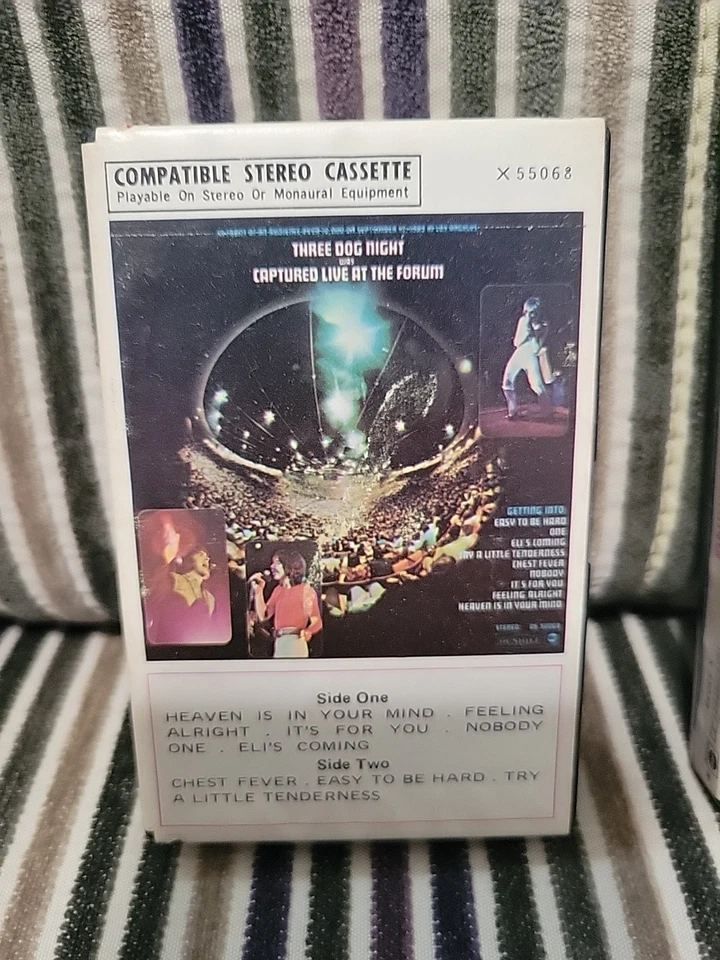 COMPATIBLE STEREO CASSETTE
Playable On Stereo Or Monaural Equipment
X 55068
THREE DOG NIGHT
WAS
CAPTURED LIVE AT THE FORUM
GETTING INTO
EASY TO BE HARD
ONE
ELI'S COMING
TRY A LITTLE TENDERNESS
CHEST FEVER
NOBODY
IT'S FOR YOU
FEELING ALRIGHT
HEAVEN IS IN YOUR MIND
STEREO
Side One
HEAVEN IS IN YOUR MIND . FEELING
ALRIGHT . IT'S FOR YOU . NOBODY
ONE . ELI'S COMING
Side Two
CHEST FEVER . EASY TO BE HARD . TRY
A LITTLE TENDERNESS